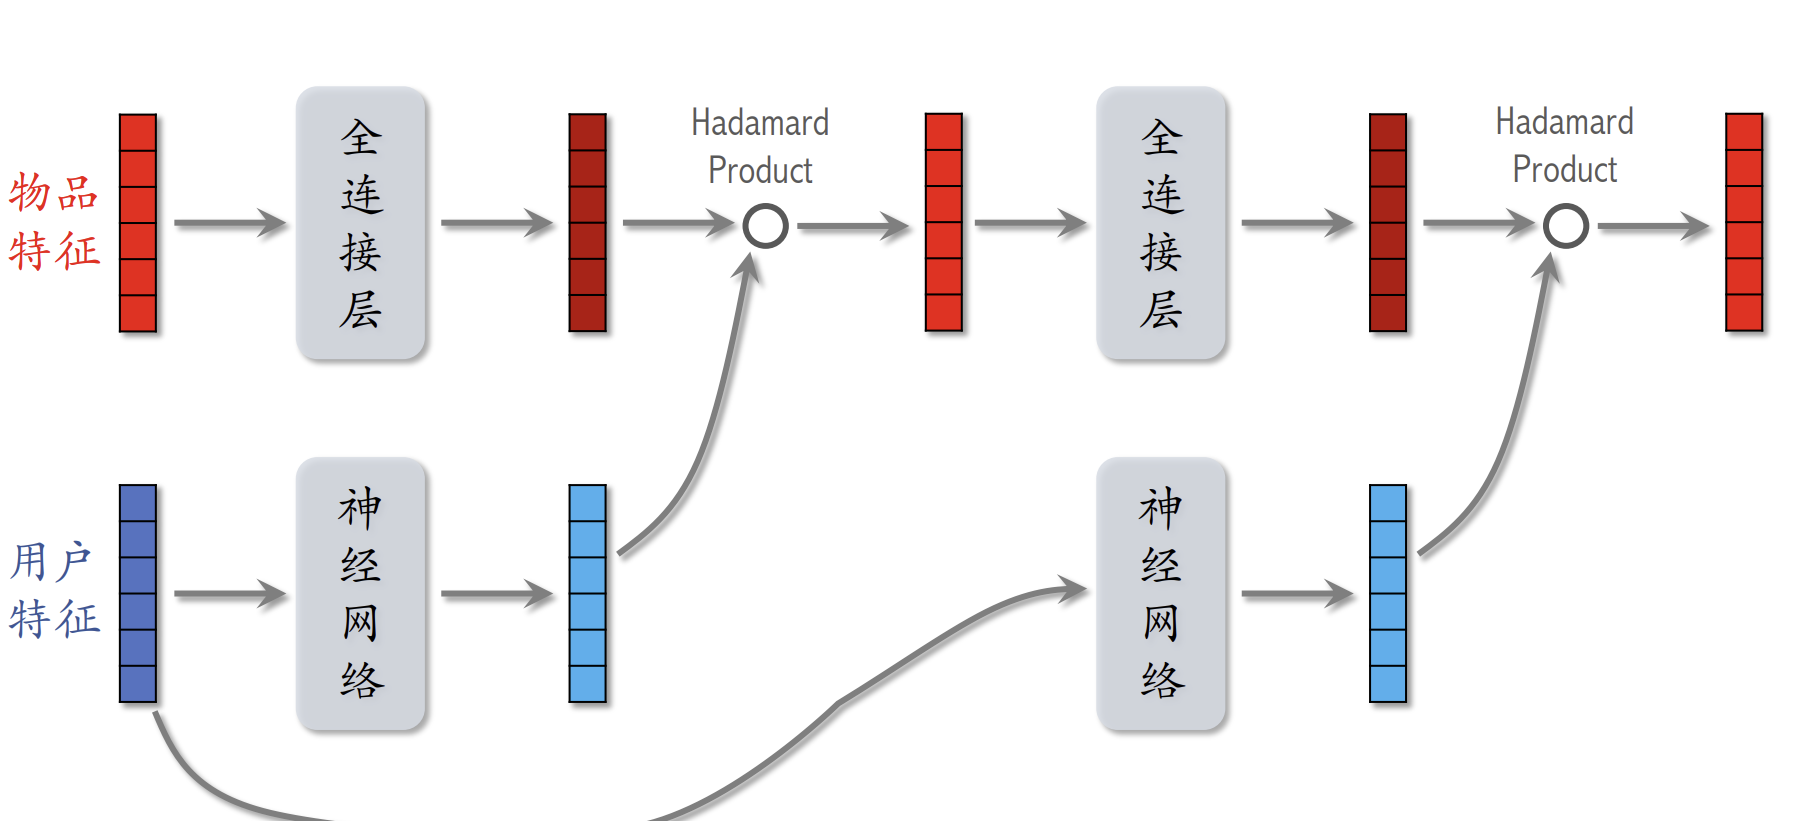 物品
特征
全
连
接
层
Hadamard
Product
全
连
接
层
Hadamard
Product
用户
特征
神
经
网
络
神
经
网
络